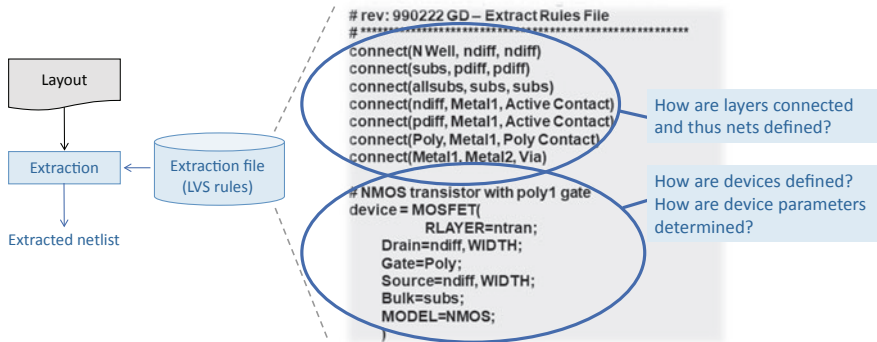 Layout
Extraction
Extraction file
(LVS rules)
Extracted netlist
# rev: 990222 GD – Extract Rules File
# ************************************************************
connect(N Well, ndiff, ndiff)
connect(subs, pdiff, pdiff)
connect(allsubs, subs, subs)
connect(ndiff, Metal1, Active Contact)
connect(pdiff, Metal1, Active Contact)
connect(Poly, Metal1, Poly Contact)
connect(Metal1, Metal2, Via)
# NMOS transistor with poly1 gate
device = MOSFET(
RLAYER=ntran;
Drain=ndiff, WIDTH;
Gate=Poly;
Source=ndiff, WIDTH;
Bulk=subs;
MODEL=NMOS;
)
How are layers connected
and thus nets defined?
How are devices defined?
How are device parameters
determined?